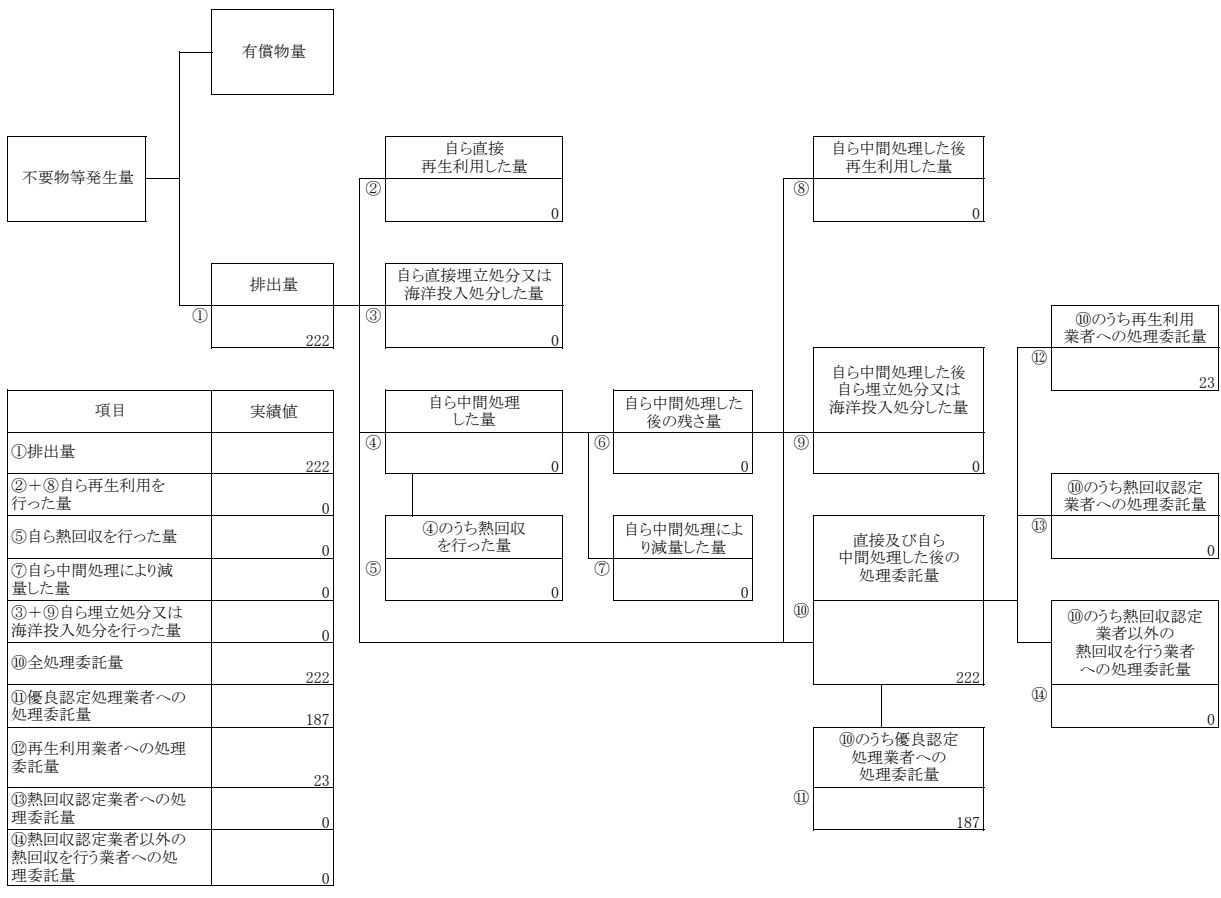 有償物量
不要物等発生量
自ら直接
再生利用した量
②
0
自ら中間処理した後
再生利用した量
⑧
0
排出量
①
222
自ら直接埋立処分又は
海洋投入処分した量
③
0
⑩のうち再生利用
業者への処理委託量
⑫
23
自ら中間処理した後
自ら埋立処分又は
海洋投入処分した量
⑨
0
自ら中間処理
した量
④
0
自ら中間処理した
後の残さ量
⑥
0
⑩のうち熱回収認定
業者への処理委託量
⑬
0
④のうち熱回収
を行った量
⑤
0
自ら中間処理によ
り減量した量
⑦
0
直接及び自ら
中間処理した後の
処理委託量
⑩
222
⑩のうち熱回収認定
業者以外の
熱回収を行う業者
への処理委託量
⑭
0
⑩のうち優良認定
処理業者への
処理委託量
⑪
187
項目 実績値
①排出量
222
②＋⑧自ら再生利用を
行った量
0
⑤自ら熱回収を行った量
0
⑦自ら中間処理により減
量した量
0
③＋⑨自ら埋立処分又は
海洋投入処分を行った量
0
⑩全処理委託量
222
⑪優良認定処理業者への
処理委託量
187
⑫再生利用業者への処理
委託量
23
⑬熱回収認定業者への処
理委託量
0
⑭熱回収認定業者以外の
熱回収を行う業者への処
理委託量
0